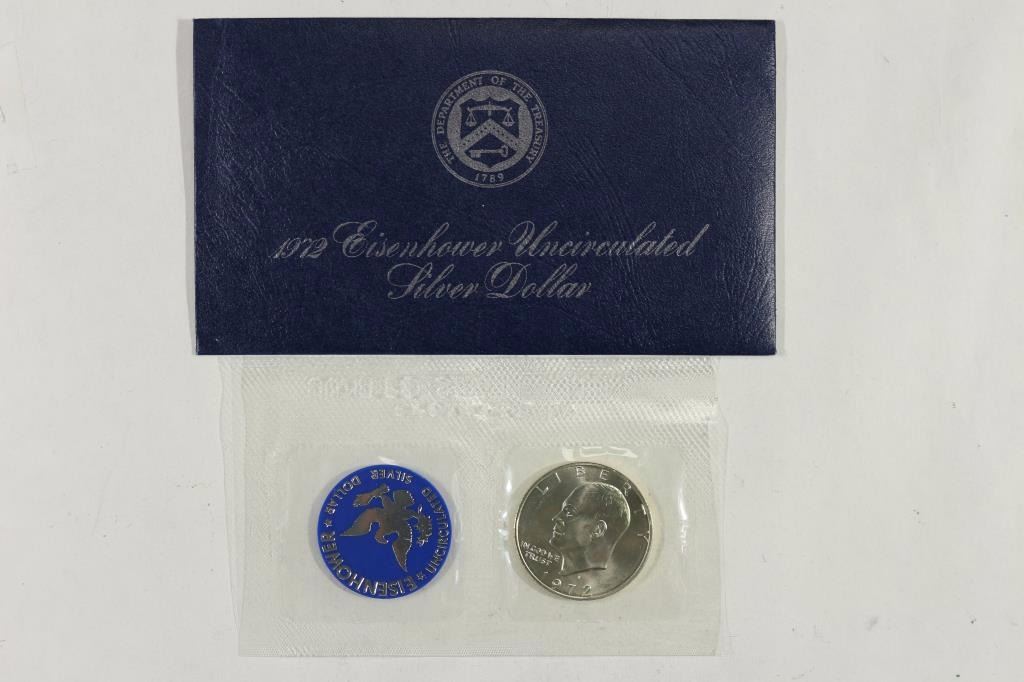 THE DEPARTMENT OF THE TREASURY
1789
1972 Eisenhower Uncirculated
Silver Dollar
EISENHOWER
★ UNCIRCULATED SILVER DOLLAR ★
LIBERTY
IN GOD WE
TRUST
1972